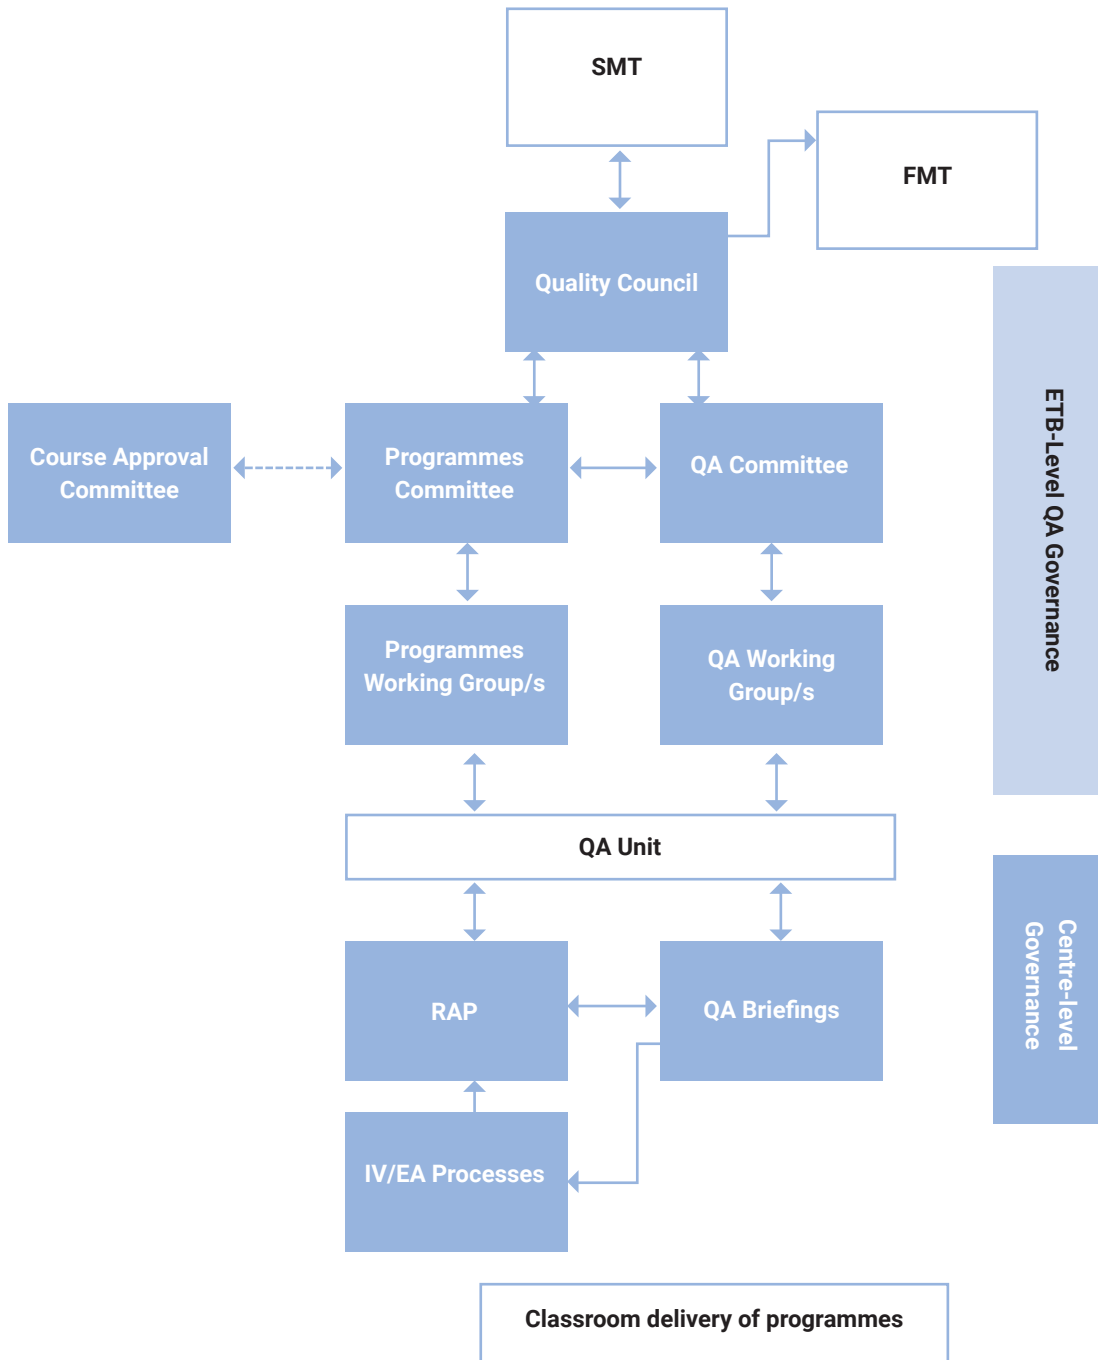 SMT
FMT
Quality Council
Course Approval
Committee
Programmes
Committee
QA Committee
Programmes
Working Group/s
QA Working
Group/s
ETB-Level QA Governance
QA Unit
RAP
QA Briefings
Centre-level
Governance
IV/EA Processes
Classroom delivery of programmes